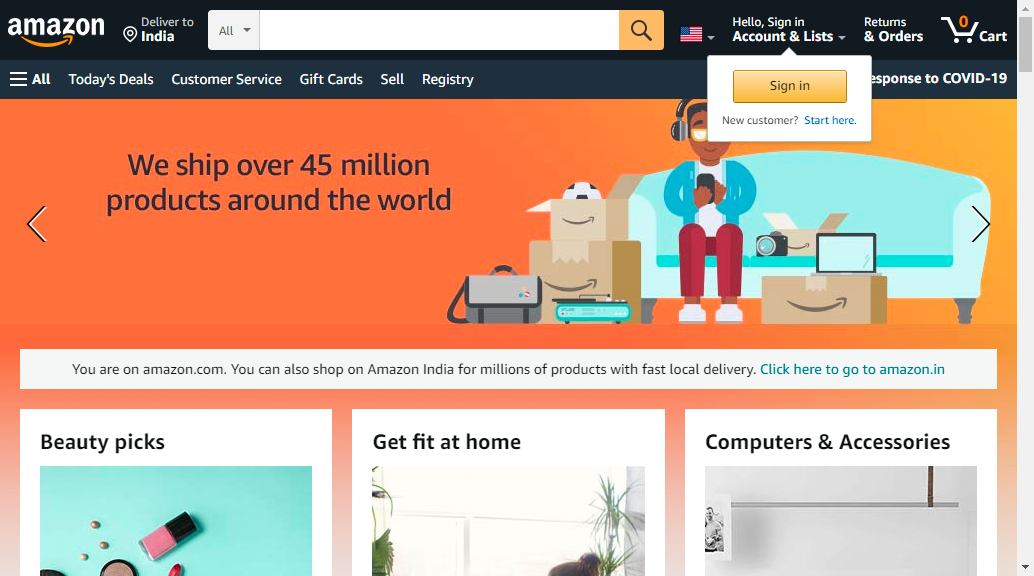 amazon
Deliver to
India
All
Hello, Sign in
Account & Lists
Returns
& Orders
0
Cart
All
Today's Deals
Customer Service
Gift Cards
Sell
Registry
esponse to COVID-19
Sign in
New customer? Start here.
We ship over 45 million
products around the world
You are on amazon.com. You can also shop on Amazon India for millions of products with fast local delivery. Click here to go to amazon.in
Beauty picks
Get fit at home
Computers & Accessories